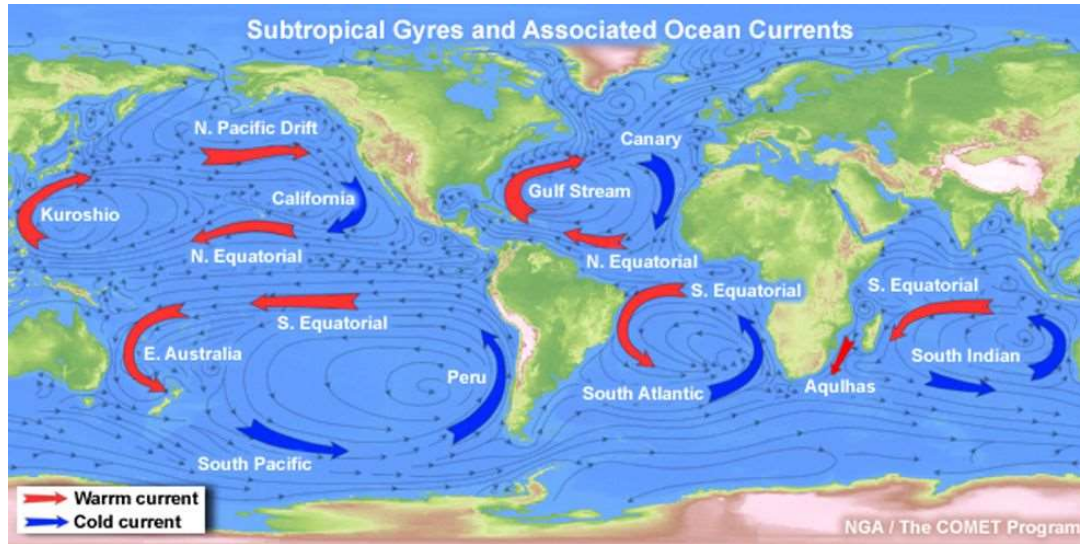 Subtropical Gyres and Associated Ocean Currents
N. Pacific Drift
Canary
California
Gulf Stream
Kuroshio
N. Equatorial
N. Equatorial
S. Equatorial
S. Equatorial
S. Equatorial
E. Australia
South Indian
Peru
Aqulhas
South Atlantic
South Pacific
Warrm current
Cold current
NGA / The COMET Program